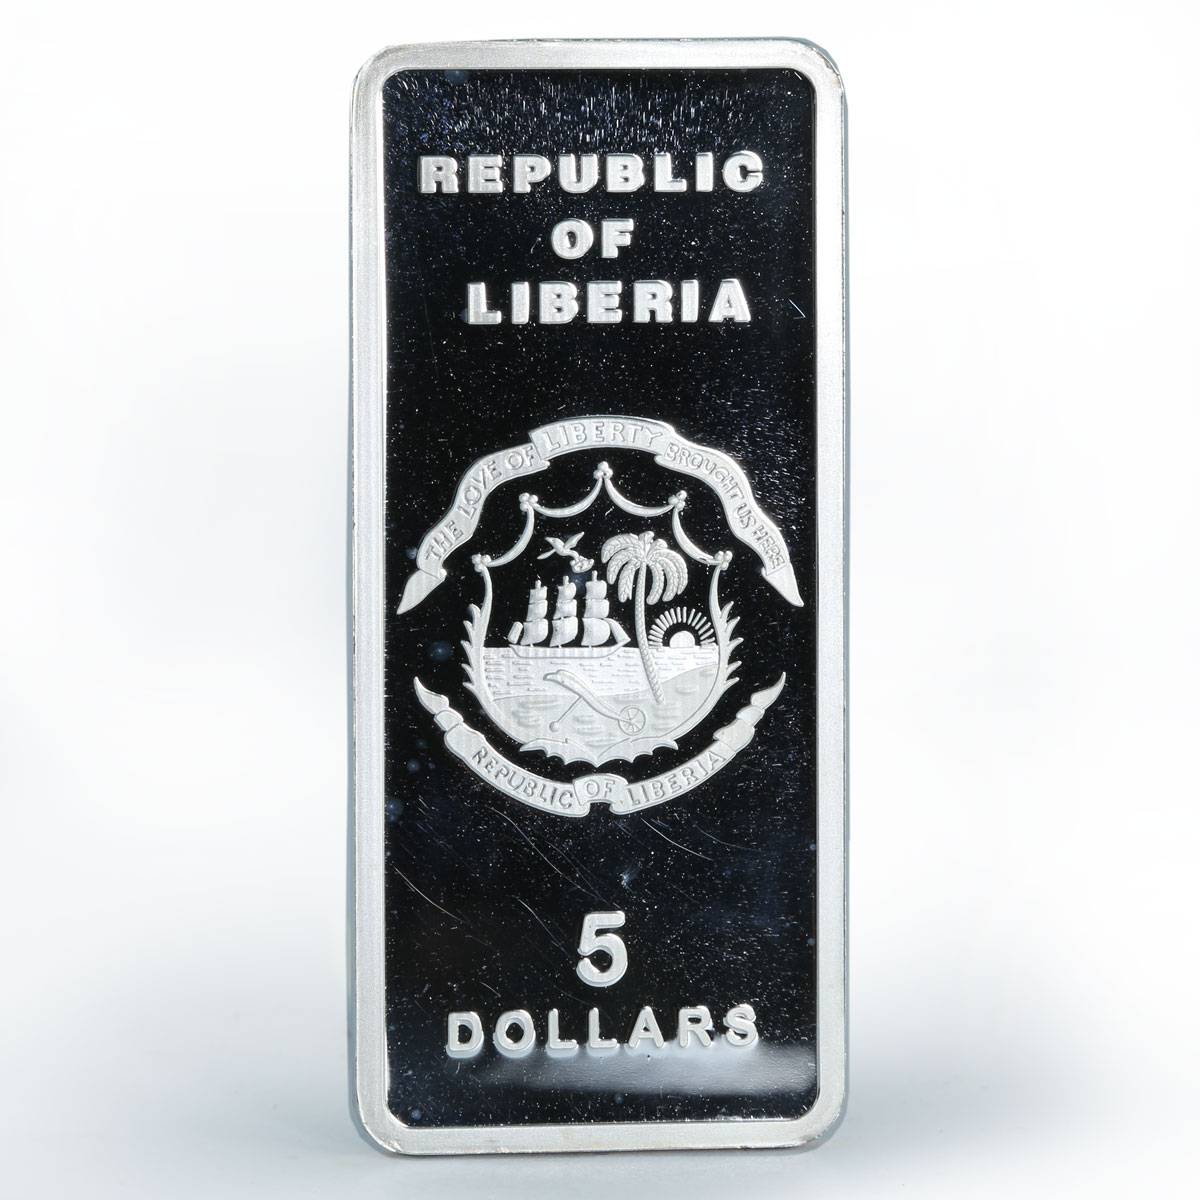 REPUBLIC
OF
LIBERIA
THE LOVE OF LIBERTY BROUGHT US HERE
REPUBLIC OF LIBERIA
5
DOLLARS